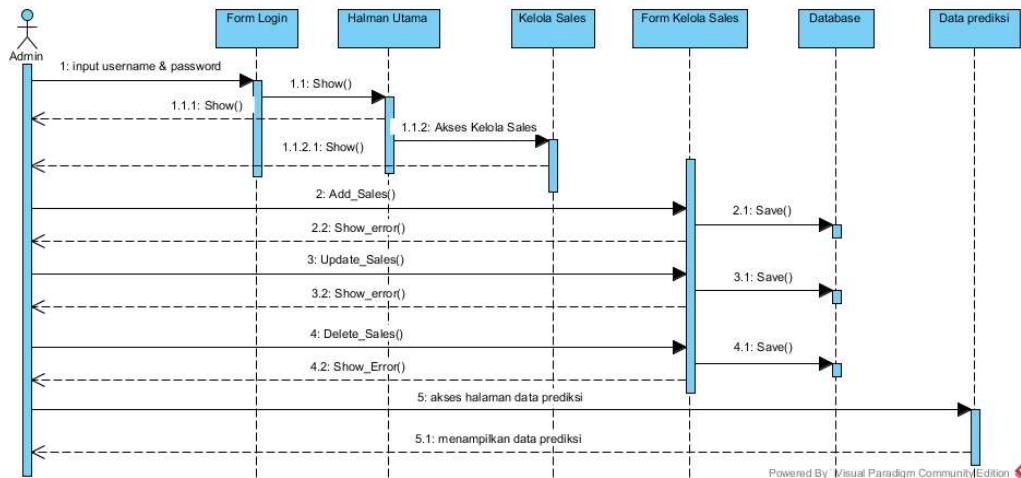 Form Login
Halman Utama
Kelola Sales
Form Kelola Sales
Database
Data prediksi
Admin
1: input username & password
1.1: Show()
1.1.1: Show()
1.1.2: Akses Kelola Sales
1.1.2.1: Show()
2: Add_Sales()
2.1: Save()
2.2: Show_error()
3: Update_Sales()
3.1: Save()
3.2: Show_error()
4: Delete_Sales()
4.1: Save()
4.2: Show_Error()
5: akses halaman data prediksi
5.1: menampilkan data prediksi
Powered By Visual Paradigm Community Edition